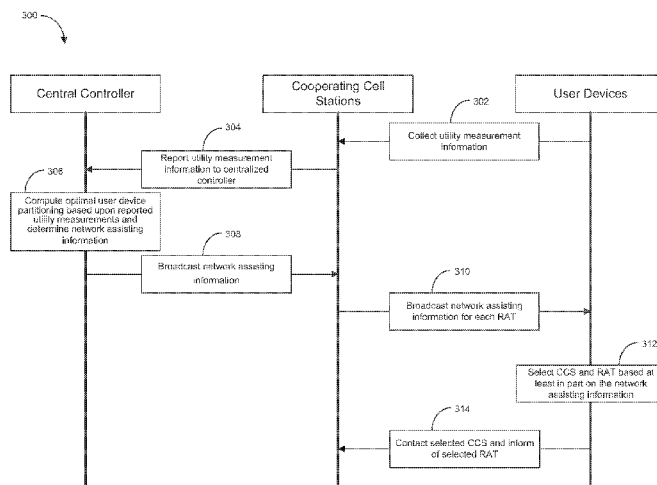 300
Central Controller
Cooperating Cell
Stations
User Devices
302
Collect utility measurement
information
304
Report utility measurement
information to centralized
controller
306
Compute optimal user device
partitioning based upon reported
utility measurements and
determine network assisting
information
308
Broadcast network assisting
information
310
Broadcast network assisting
information for each RAT
312
Select CCS and RAT based at
least in part on the network
assisting information
314
Contact selected CCS and inform
of selected RAT